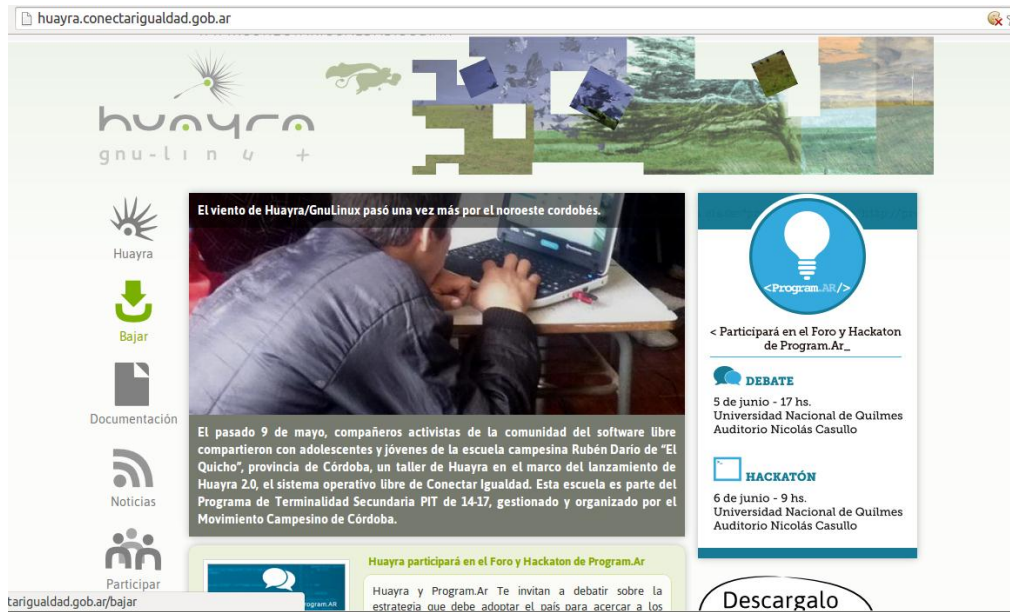 huayra.conectarigualdad.gob.ar
huayra
gnu-linux +
Huayra
Bajar
Documentación
Noticias
Participar
El viento de Huayra/GnuLinux pasó una vez más por el noroeste cordobés.
El pasado 9 de mayo, compañeros activistas de la comunidad del software libre
compartieron con adolescentes y jóvenes de la escuela campesina Rubén Darío de “El
Quicho”, provincia de Córdoba, un taller de Huayra en el marco del lanzamiento de
Huayra 2.0, el sistema operativo libre de Conectar Igualdad. Esta escuela es parte del
Programa de Terminalidad Secundaria PIT de 14-17, gestionado y organizado por el
Movimiento Campesino de Córdoba.
Huayra participará en el Foro y Hackaton de Program.Ar
Huayra y Program.Ar Te invitan a debatir sobre la
estrategia que debe adoptar el país para acercar a los
rogram.AR
<Program.AR/>
< Participará en el Foro y Hackaton
de Program.Ar_
DEBATE
5 de junio - 17 hs.
Universidad Nacional de Quilmes
Auditorio Nicolás Casullo
HACKATÓN
6 de junio - 9 hs.
Universidad Nacional de Quilmes
Auditorio Nicolás Casullo
Descargalo
tarigualdad.gob.ar/bajar